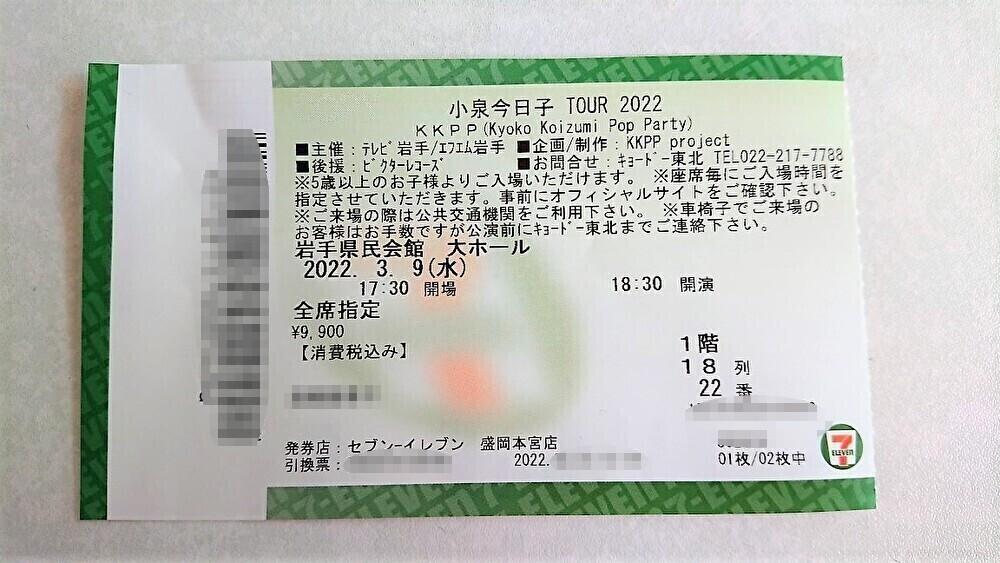 7-ELEVEN 7-ELEVEN 7-ELEVEN
小泉今日子 TOUR 2022
KKPP(Kyoko Koizumi Pop Party)
■主催：テレビ岩手/エフエム岩手 ■企画/制作：KKPP project
■後援：ビクターレコーズ ■お問合せ：キョードー東北 TEL022-217-7788
※5歳以上のお子様よりご入場いただけます。 ※座席毎にご入場時間を
指定させていただきます。事前にオフィシャルサイトをご確認下さい。
※ご来場の際は公共交通機関をご利用下さい。 ※車椅子でご来場の
お客様はお手数ですが公演前にキョードー東北までご連絡下さい。
岩手県民会館 大ホール
2022. 3. 9(水)
17:30 開場 18:30 開演
全席指定
¥9,900
【消費税込み】
1階
18 列
22 番
発券店：セブン-イレブン 盛岡本宮店
引換票： 2022.
01枚/02枚中
7 ELEVEN